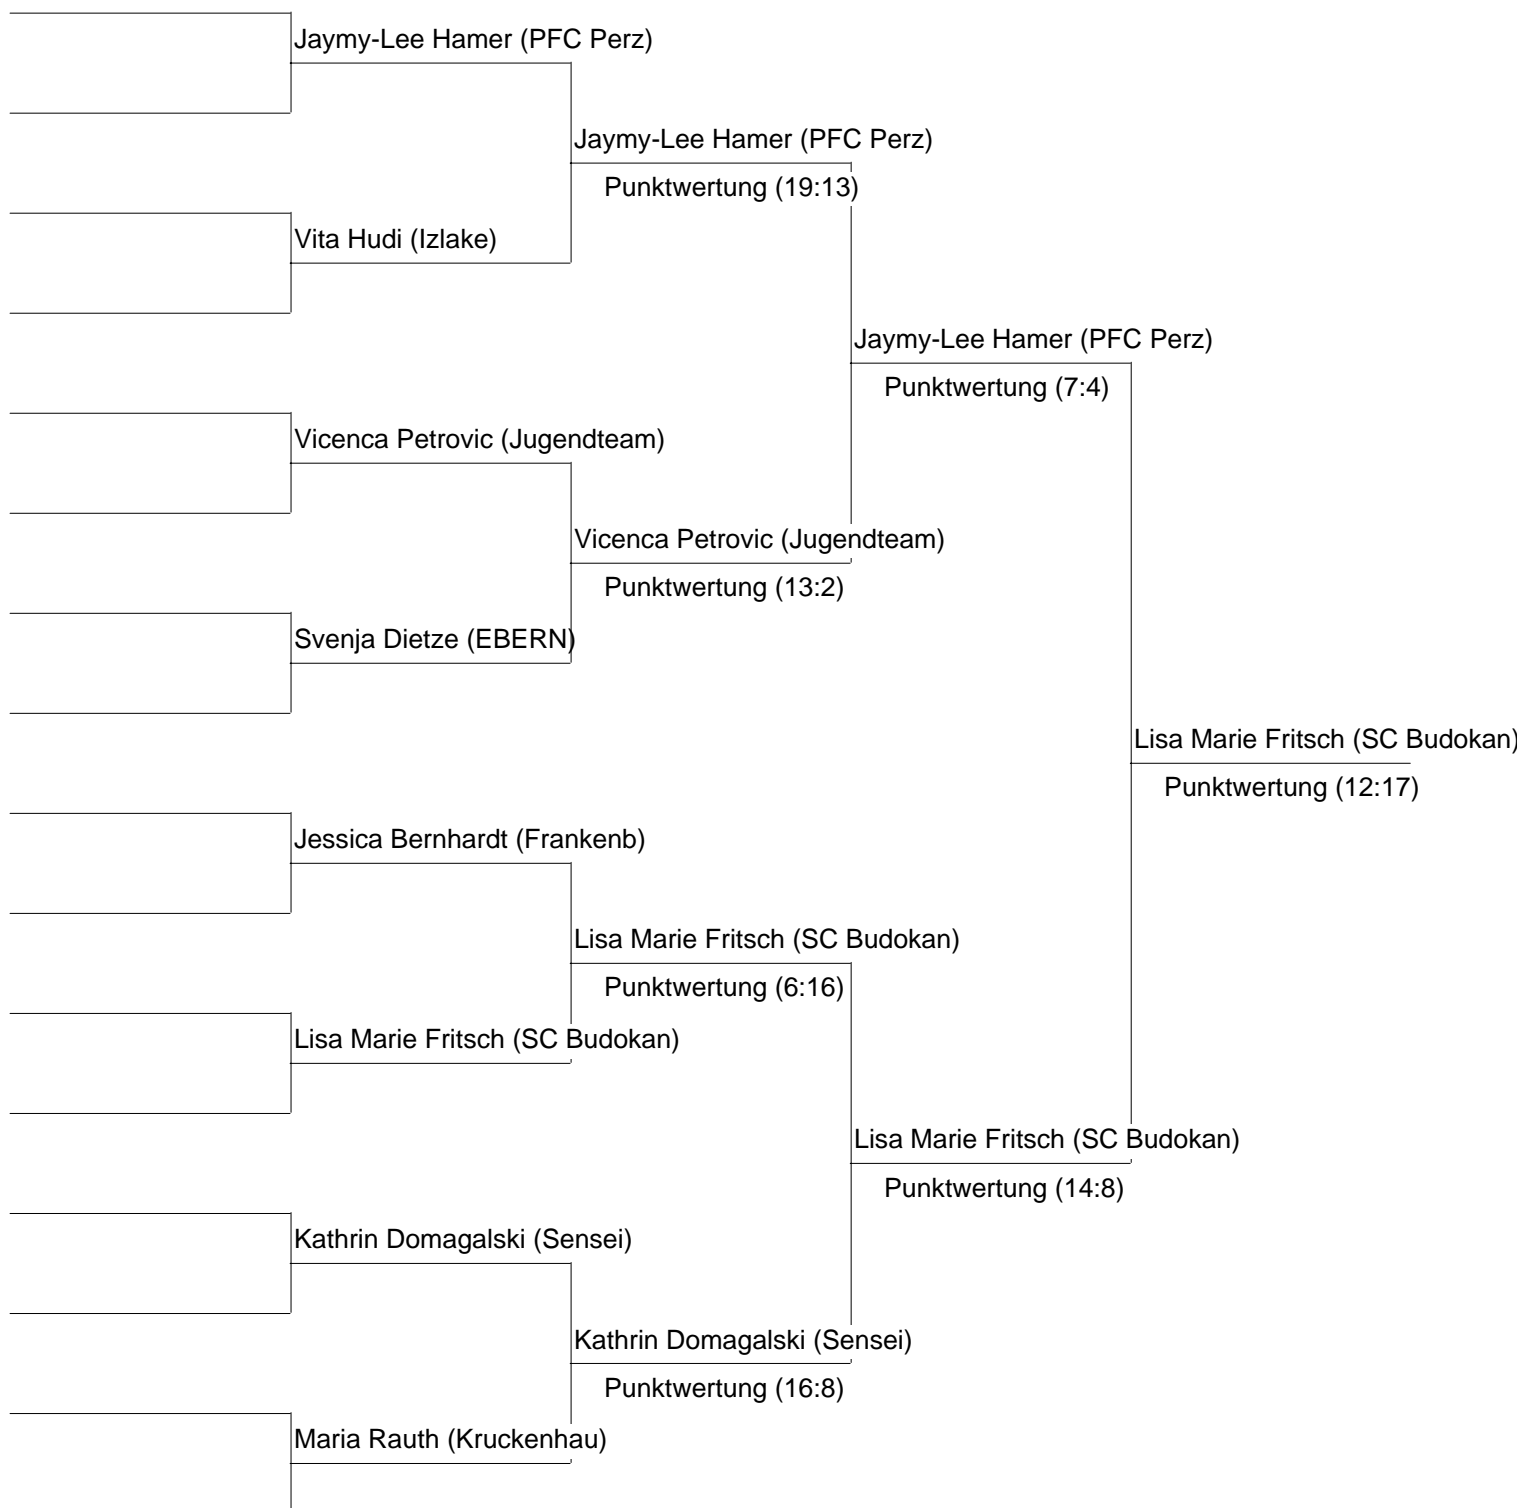 Jaymy-Lee Hamer (PFC Perz)
Jaymy-Lee Hamer (PFC Perz)
Punktwertung (19:13)
Vita Hudi (Izlake)
Jaymy-Lee Hamer (PFC Perz)
Punktwertung (7:4)
Vicenca Petrovic (Jugendteam)
Vicenca Petrovic (Jugendteam)
Punktwertung (13:2)
Svenja Dietze (EBERN)
Lisa Marie Fritsch (SC Budokan)
Punktwertung (12:17)
Jessica Bernhardt (Frankenb)
Lisa Marie Fritsch (SC Budokan)
Punktwertung (6:16)
Lisa Marie Fritsch (SC Budokan)
Lisa Marie Fritsch (SC Budokan)
Punktwertung (14:8)
Kathrin Domagalski (Sensei)
Kathrin Domagalski (Sensei)
Punktwertung (16:8)
Maria Rauth (Kruckenhau)